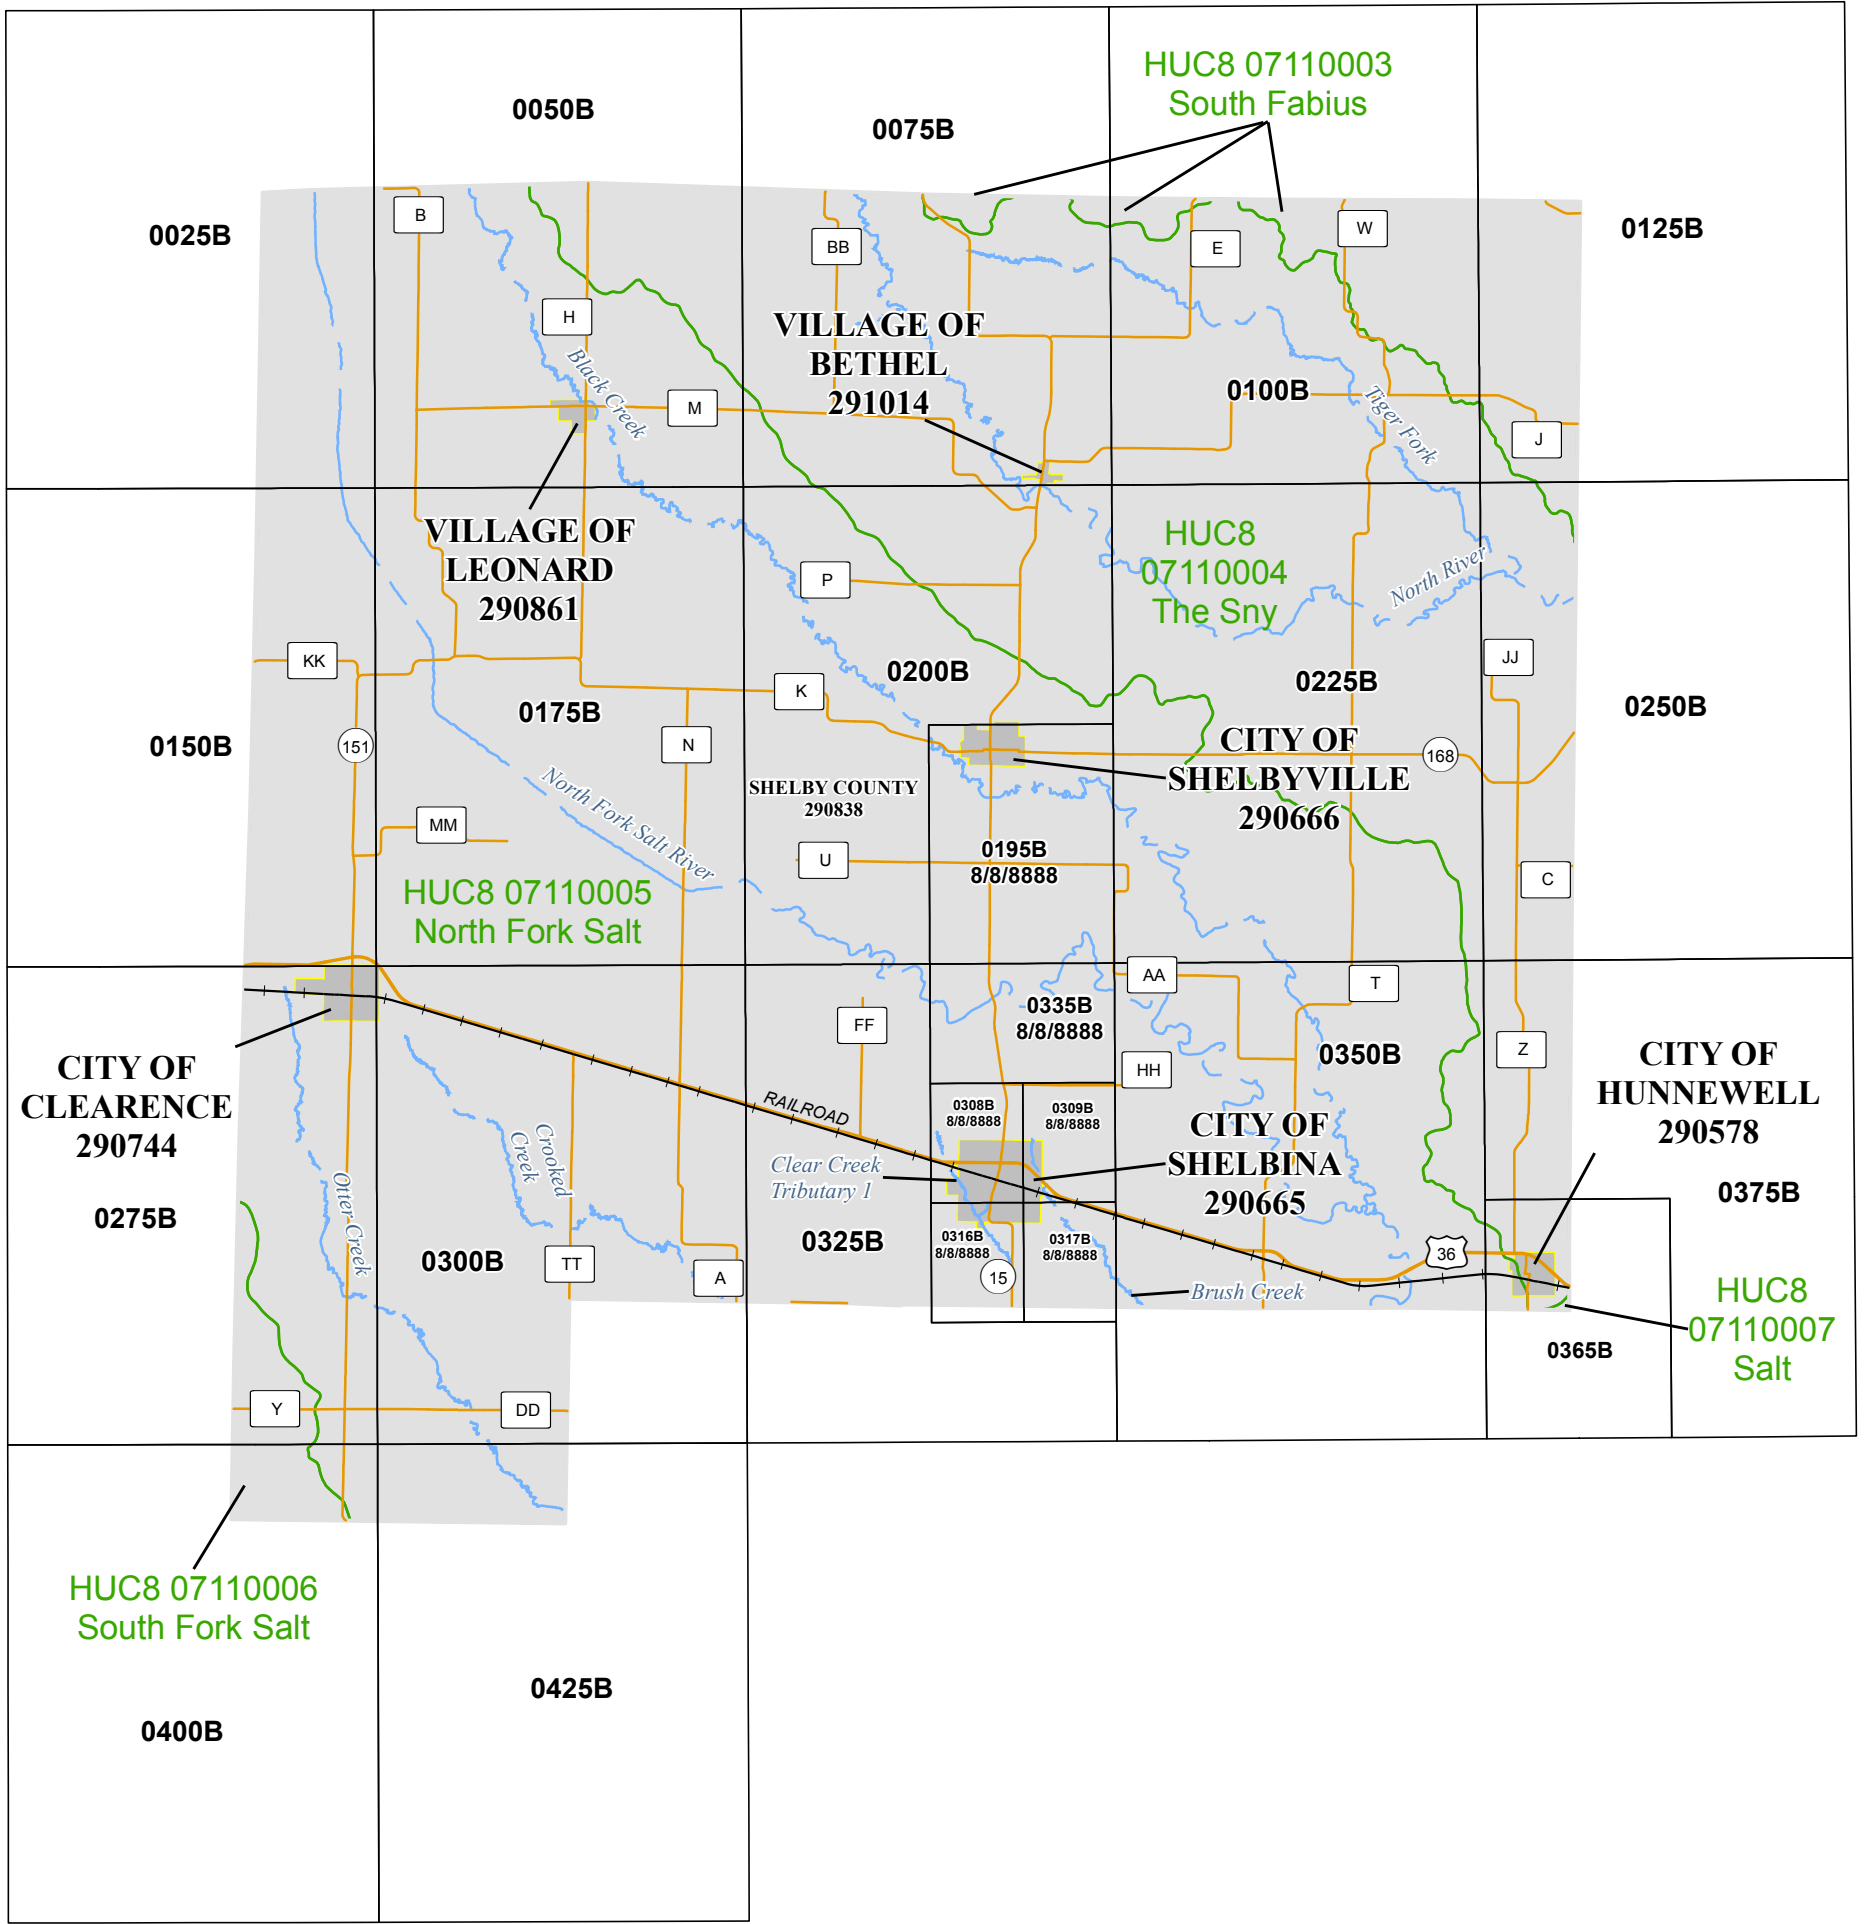 HUC8 07110003
South Fabius
0050B
0075B
0025B
0125B
B
BB
E
W
H
VILLAGE OF
BETHEL
291014
Black Creek
M
0100B
Tiger Fork
J
VILLAGE OF
LEONARD
290861
HUC8
07110004
The Sny
North River
P
KK
JJ
0200B
K
0225B
0175B
0250B
0150B
151
N
CITY OF
SHELBYVILLE
290666
168
SHELBY COUNTY
290838
North Fork Salt River
MM
U
0195B
8/8/8888
C
HUC8 07110005
North Fork Salt
AA
T
0335B
8/8/8888
FF
0350B
Z
HH
CITY OF
CLEARENCE
290744
CITY OF
HUNNEWELL
290578
RAILROAD
0308B
8/8/8888
0309B
8/8/8888
CITY OF
SHELBINA
290665
Clear Creek
Tributary 1
Crooked
Creek
Otter Creek
0275B
0375B
0300B
0325B
0316B
8/8/8888
0317B
8/8/8888
36
TT
A
15
Brush Creek
HUC8
07110007
Salt
0365B
Y
DD
HUC8 07110006
South Fork Salt
0425B
0400B